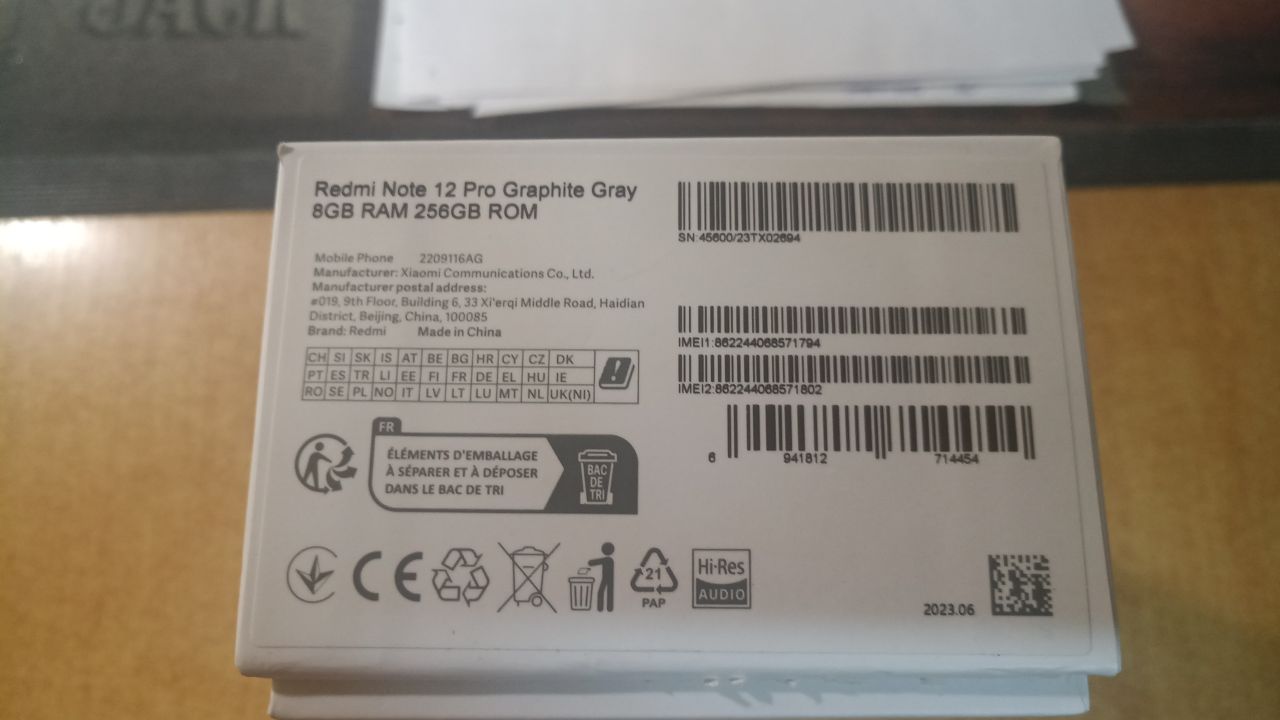 JACK
Redmi Note 12 Pro Graphite Gray
8GB RAM 256GB ROM
Mobile Phone 2209116AG
Manufacturer: Xiaomi Communications Co., Ltd.
Manufacturer postal address:
#019, 9th Floor, Building 6, 33 Xi'erqi Middle Road, Haidian
District, Beijing, China, 100085
Brand: Redmi Made in China
CH SI SK IS AT BE BG HR CY CZ DK
PT ES TR LI EE FI FR DE EL HU IE
RO SE PL NO IT LV LT LU MT NL UK(NI)
FR
ÉLÉMENTS D'EMBALLAGE
À SÉPARER ET À DÉPOSER
DANS LE BAC DE TRI
BAC
DE
TRI
CE
21
PAP
Hi-Res
AUDIO
SN:45600/23TX02694
IMEI1:862244068571794
IMEI2:862244068571802
6 941812 714454
2023.06